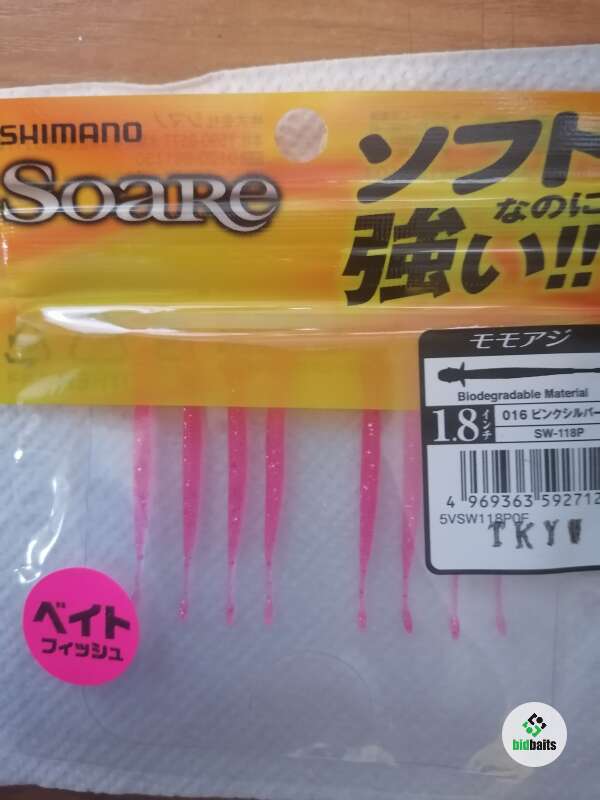 SHIMANO
SOARE
ソフト
なのに
強い!!
モモアジ
Biodegradable Material
1.8インチ
016 ピンクシルバー
SW-118P
4 969363 592712
5VSW118P0F
TKYW
ベイト
フィッシュ
bidbaits